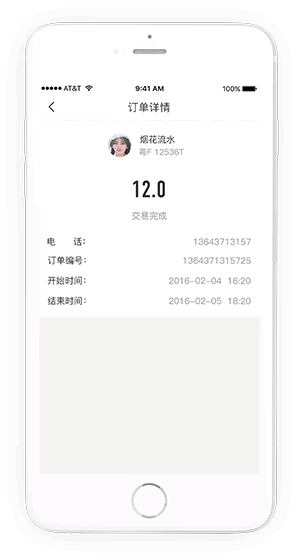 AT&T 9:41 AM 100%
订单详情
烟花流水
粤F 12536T
12.0
交易完成
电 话: 13643713157
订单编号: 1364371315725
开始时间: 2016-02-04 16:20
结束时间: 2016-02-05 18:20